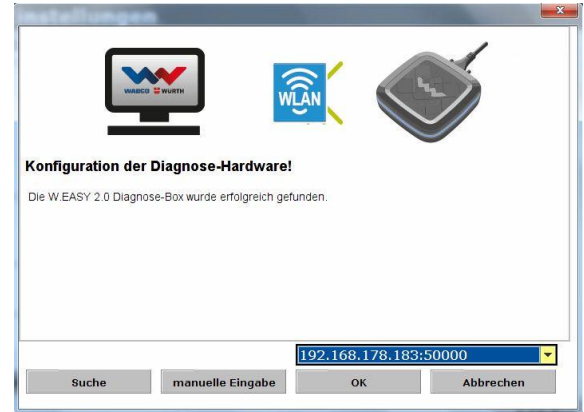 instellungen
WABCO WÜRTH
WLAN
Konfiguration der Diagnose-Hardware!
Die W.EASY 2.0 Diagnose-Box wurde erfolgreich gefunden.
192.168.178.183:50000
Suche
manuelle Eingabe
OK
Abbrechen